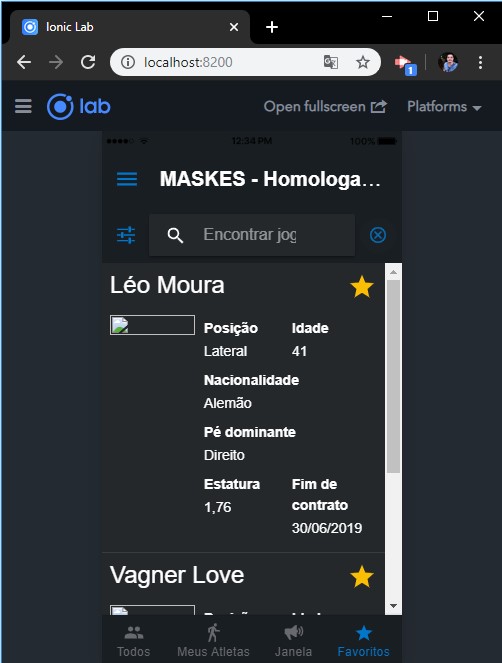 Ionic Lab
localhost:8200
1
lab
Open fullscreen
Platforms
12:34 PM
100%
MASKES - Homologa...
Encontrar jog
Léo Moura
Posição Idade
Lateral 41
Nacionalidade
Alemão
Pé dominante
Direito
Estatura Fim de
contrato
1,76
30/06/2019
Vagner Love
Todos
Meus Atletas
Janela
Favoritos